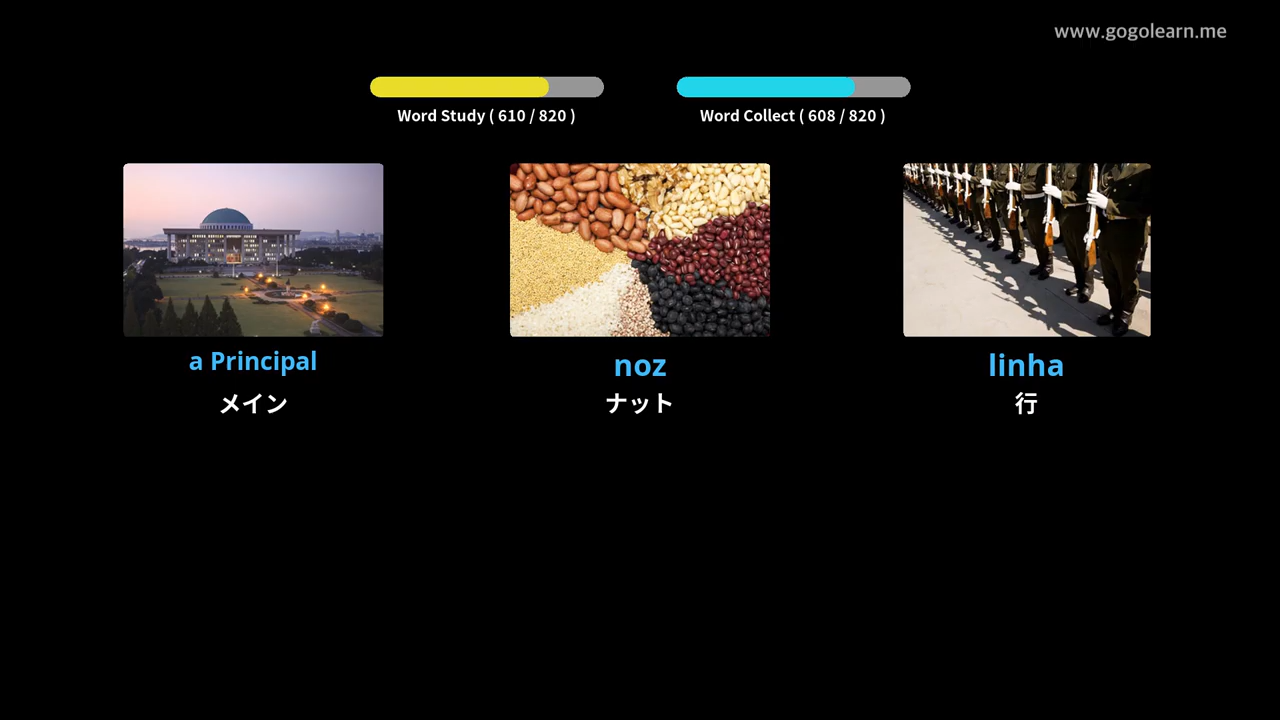 www.gogolearn.me
Word Study ( 610 / 820 )
Word Collect ( 608 / 820 )
a Principal
メイン
noz
ナット
linha
行